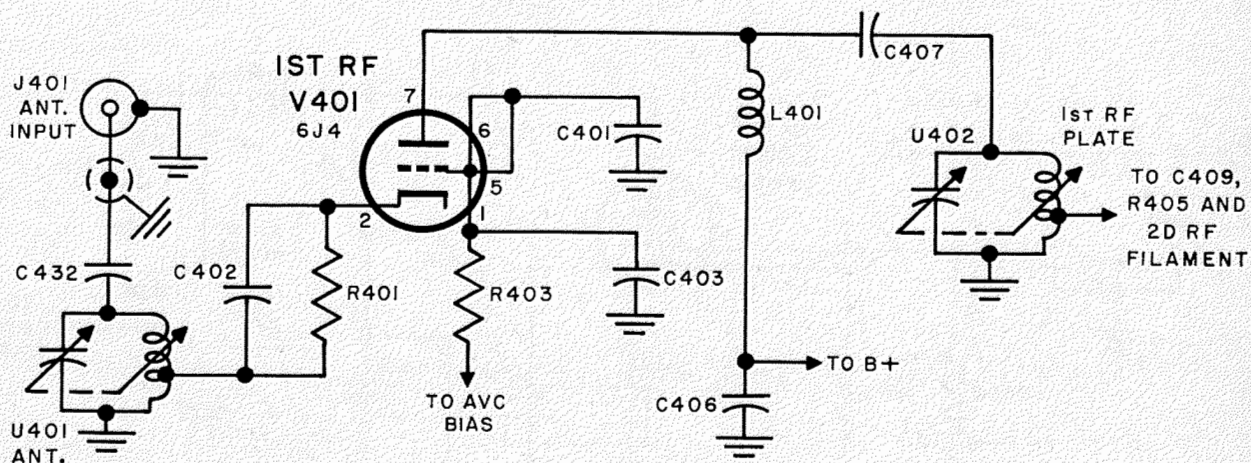 J401
ANT.
INPUT
1ST RF
V401
6J4
7
6
5
1
2
C401
C403
C432
C402
R401
R403
TO AVC
BIAS
U401
ANT.
L401
C407
C406
TO B+
U402
1st RF
PLATE
TO C409,
R405 AND
2D RF
FILAMENT